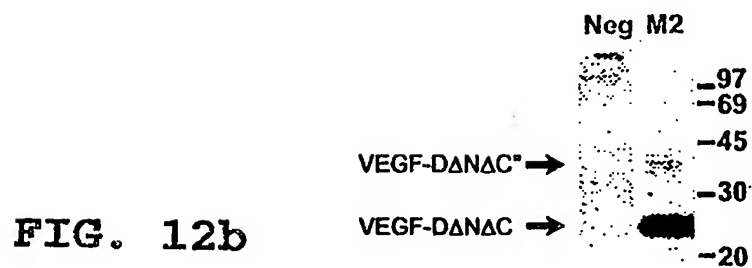 Neg M2
–97
–69
–45
VEGF-DΔNΔC"
–30
VEGF-DΔNΔC
–20
FIG. 12b